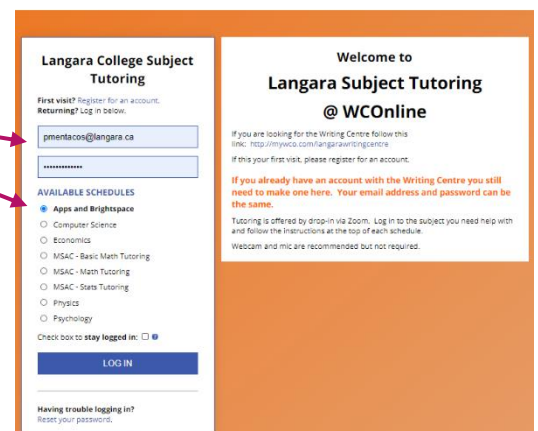 Langara College Subject
Tutoring
First visit? Register for an account.
Returning? Log in below.
pmentacos@langara.ca
•••••••••••••
AVAILABLE SCHEDULES
Apps and Brightspace
Computer Science
Economics
MSAC - Basic Math Tutoring
MSAC - Math Tutoring
MSAC - Stats Tutoring
Physics
Psychology
Check box to stay logged in:
LOG IN
Having trouble logging in?
Reset your password.
Welcome to
Langara Subject Tutoring
@ WCOnline
If you are looking for the Writing Centre follow this
link: http://mywco.com/langarawritingcentre
If this your first visit, please register for an account.
If you already have an account with the Writing Centre you still
need to make one here. Your email address and password can be
the same.
Tutoring is offered by drop-in via Zoom. Log in to the subject you need help with
and follow the instructions at the top of each schedule.
Webcam and mic are recommended but not required.